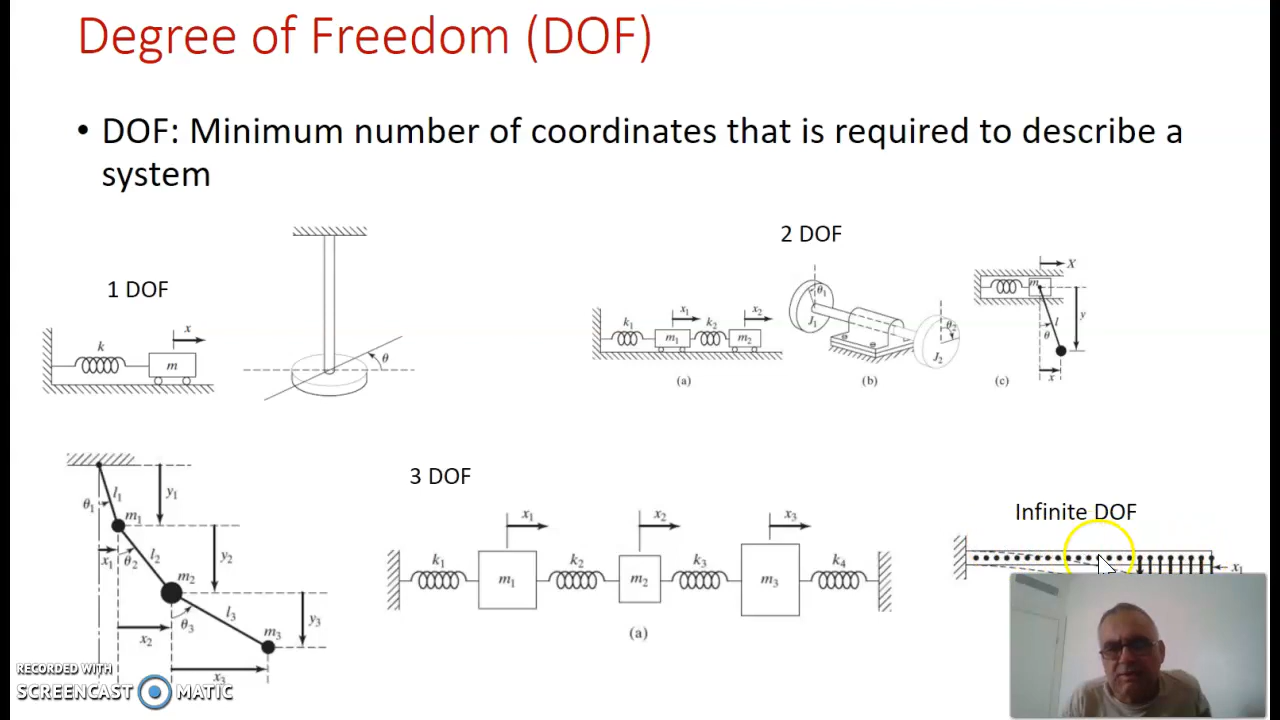 Degree of Freedom (DOF)
• DOF: Minimum number of coordinates that is required to describe a
system
1 DOF
k
x
m
θ
2 DOF
k₁
x₁
m₁
k₂
x₂
m₂
(a)
θ₁
J₁
θ₂
J₂
(b)
X
m
y
l
θ
x
(c)
θ₁
l₁
y₁
m₁
x₁
θ₂
l₂
y₂
m₂
x₂
θ₃
l₃
y₃
m₃
x₃
3 DOF
x₁
x₂
x₃
k₁
m₁
k₂
m₂
k₃
m₃
k₄
(a)
Infinite DOF
x₁
RECORDED WITH
SCREENCAST MATIC